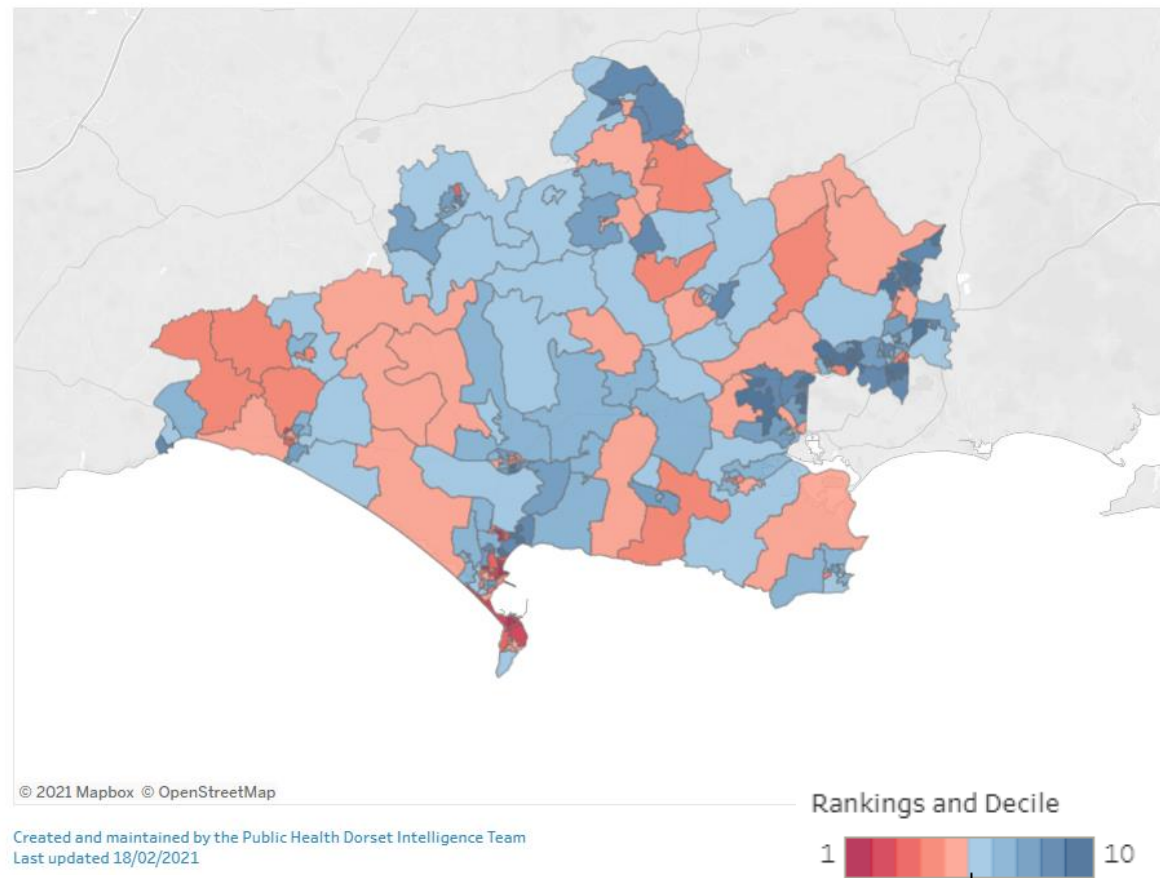 © 2021 Mapbox © OpenStreetMap
Rankings and Decile
Created and maintained by the Public Health Dorset Intelligence Team
Last updated 18/02/2021
1 10